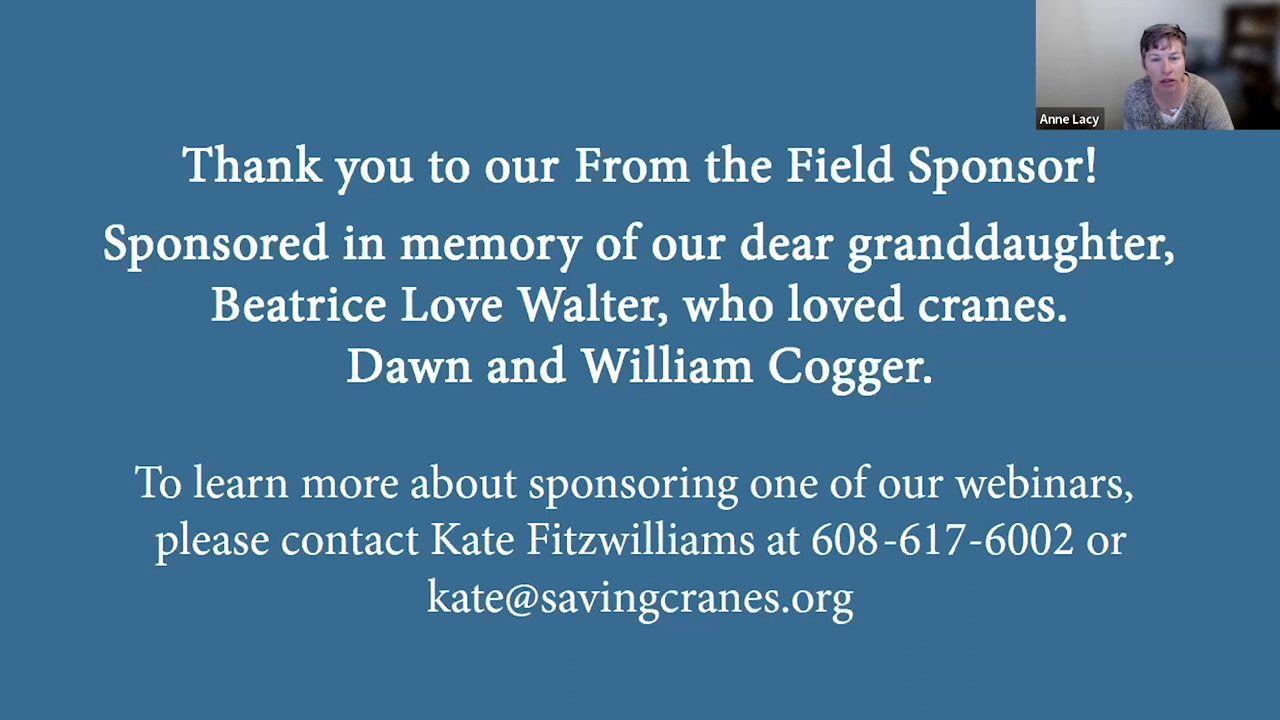 Anne Lacy
Thank you to our From the Field Sponsor!
Sponsored in memory of our dear granddaughter,
Beatrice Love Walter, who loved cranes.
Dawn and William Cogger.
To learn more about sponsoring one of our webinars,
please contact Kate Fitzwilliams at 608-617-6002 or
kate@savingcranes.org